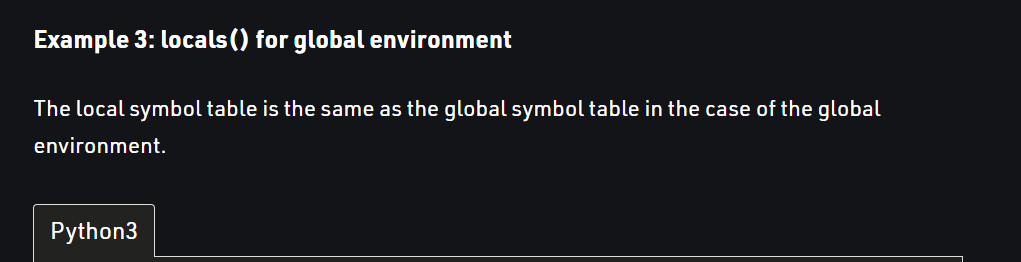 Example 3: locals() for global environment
The local symbol table is the same as the global symbol table in the case of the global
environment.
Python3